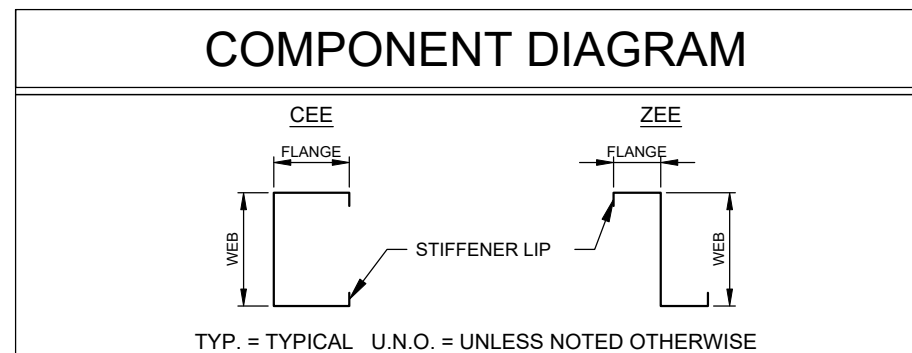 COMPONENT DIAGRAM
CEE
ZEE
FLANGE
FLANGE
WEB
WEB
STIFFENER LIP
TYP. = TYPICAL U.N.O. = UNLESS NOTED OTHERWISE